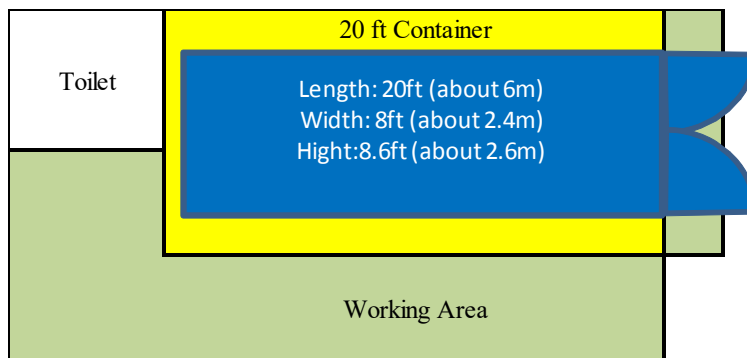 20 ft Container
Toilet
Length: 20ft (about 6m)
Width: 8ft (about 2.4m)
Hight:8.6ft (about 2.6m)
Working Area